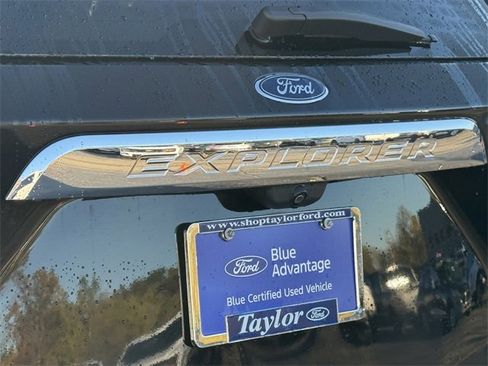 Ford
EXPLORER
www.shoptaylorford.com
Ford
Blue
Advantage
Blue Certified Used Vehicle
Taylor Ford